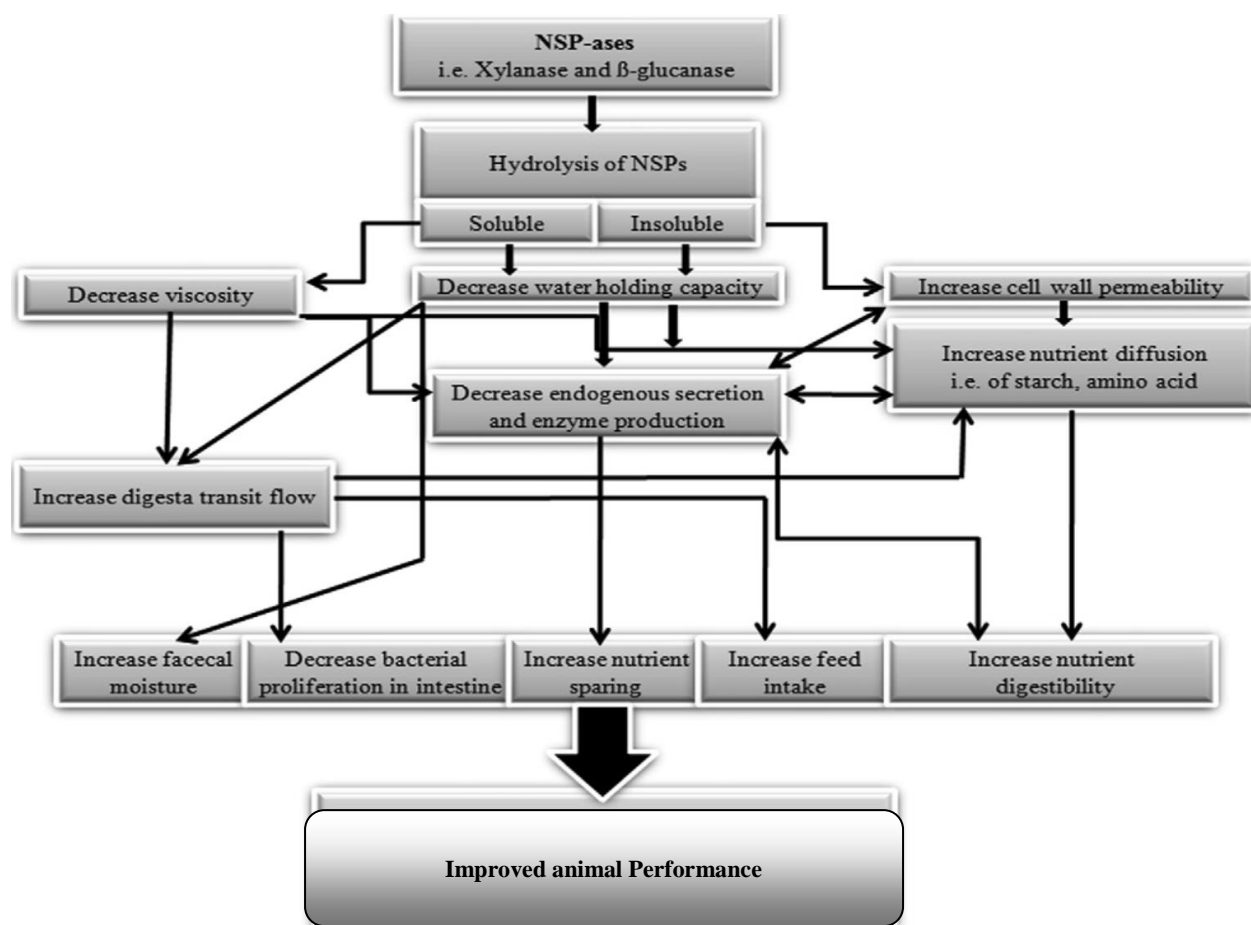 NSP-ases
i.e. Xylanase and ß-glucanase
Hydrolysis of NSPs
Soluble
Insoluble
Decrease viscosity
Decrease water holding capacity
Increase cell wall permeability
Increase nutrient diffusion
i.e. of starch, amino acid
Decrease endogenous secretion
and enzyme production
Increase digesta transit flow
Increase facecal
moisture
Decrease bacterial
proliferation in intestine
Increase nutrient
sparing
Increase feed
intake
Increase nutrient
digestibility
Improved animal Performance